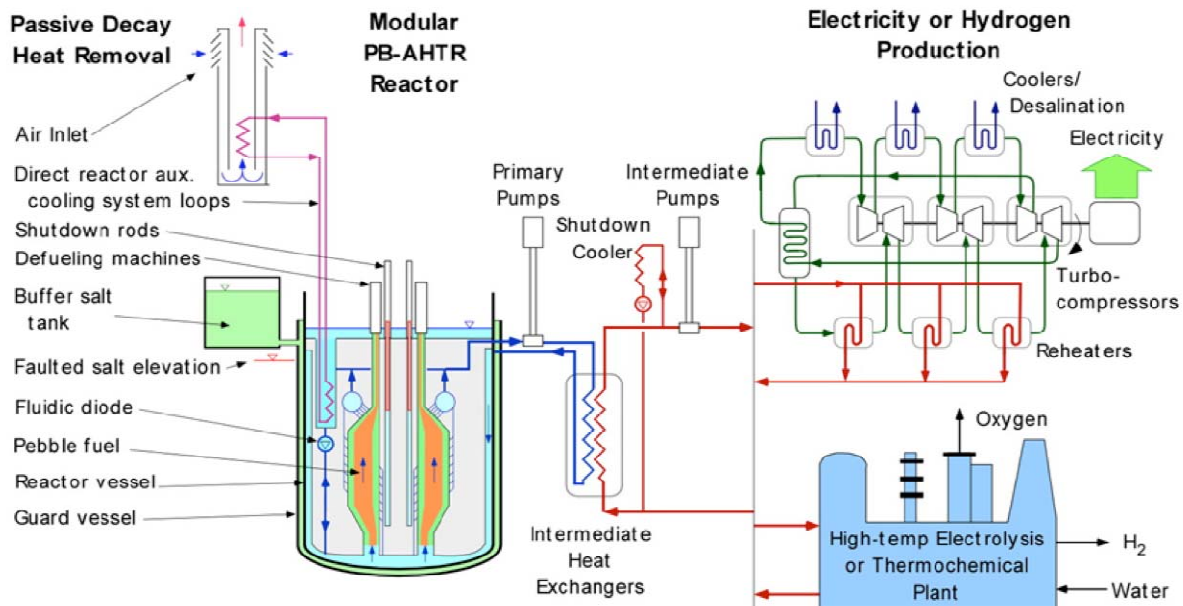 Passive Decay
Heat Removal
Modular
PB-AHTR
Reactor
Electricity or Hydrogen
Production
Air Inlet
Direct reactor aux.
cooling system loops
Shutdown rods
Defueling machines
Buffer salt
tank
Faulted salt elevation
Fluidic diode
Pebble fuel
Reactor vessel
Guard vessel
Primary
Pumps
Intermediate
Pumps
Shutdown
Cooler
Intermediate
Heat
Exchangers
Coolers/
Desalination
Electricity
Turbo-
compressors
Reheaters
Oxygen
High-temp Electrolysis
or Thermochemical
Plant
H2
Water